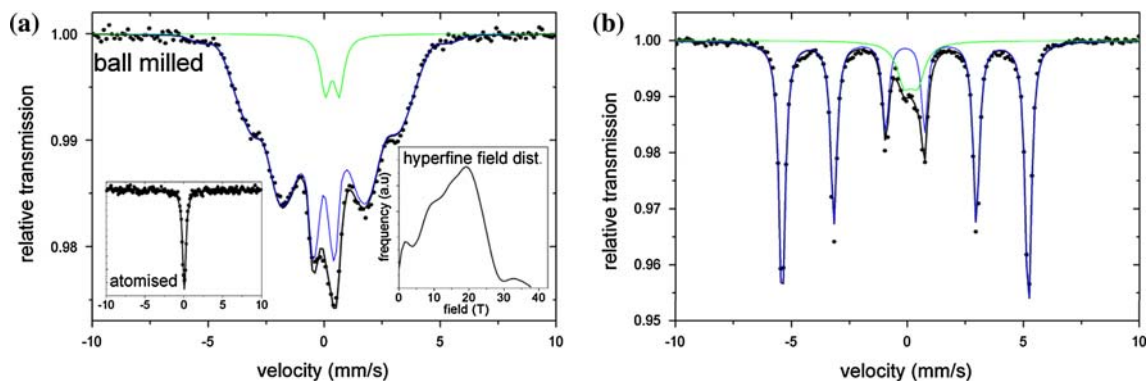 (a)
1.00
0.99
0.98
relative transmission
ball milled
atomised
-10 -5 0 5 10
hyperfine field dist.
frequency (a.u)
0 10 20 30 40
field (T)
-10 -5 0 5 10
velocity (mm/s)
(b)
1.00
0.99
0.98
0.97
0.96
0.95
relative transmission
-10 -5 0 5 10
velocity (mm/s)